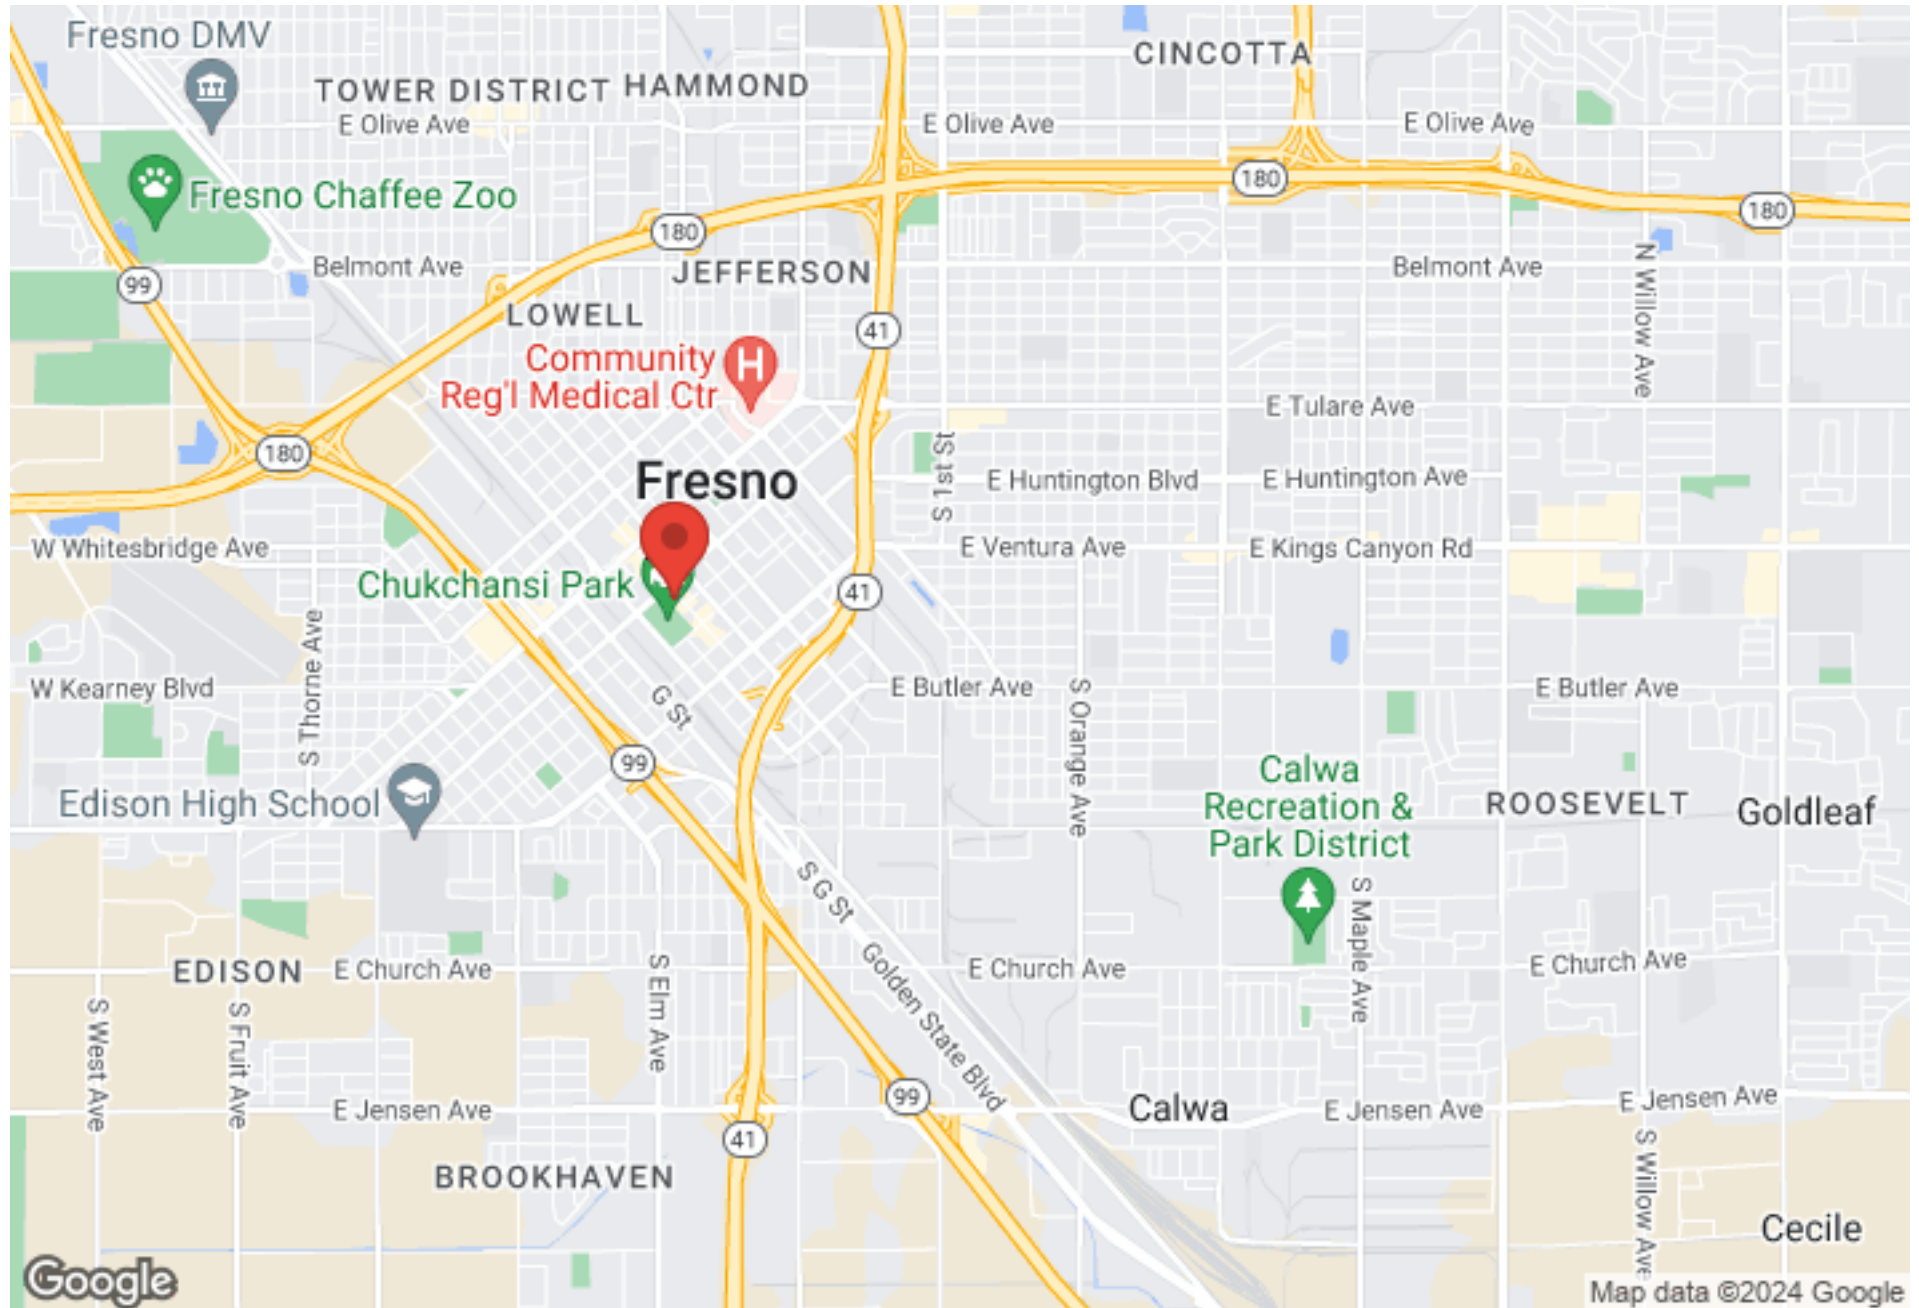 Fresno DMV
CINCOTTA
TOWER DISTRICT
HAMMOND
E Olive Ave
E Olive Ave
E Olive Ave
180
Fresno Chaffee Zoo
180
180
99
Belmont Ave
JEFFERSON
Belmont Ave
N Willow Ave
LOWELL
41
Community
Reg'l Medical Ctr
H
E Tulare Ave
180
Fresno
S 1st St
E Huntington Blvd
E Huntington Ave
W Whitesbridge Ave
E Ventura Ave
E Kings Canyon Rd
Chukchansi Park
41
S Thorne Ave
W Kearney Blvd
G St
E Butler Ave
S Orange Ave
E Butler Ave
99
Edison High School
Calwa
Recreation &
Park District
ROOSEVELT
Goldleaf
S G St
S Maple Ave
EDISON
E Church Ave
S Elm Ave
Golden State Blvd
E Church Ave
E Church Ave
S West Ave
S Fruit Ave
E Jensen Ave
99
Calwa
E Jensen Ave
E Jensen Ave
41
BROOKHAVEN
S Willow Ave
Cecile
Google
Map data ©2024 Google